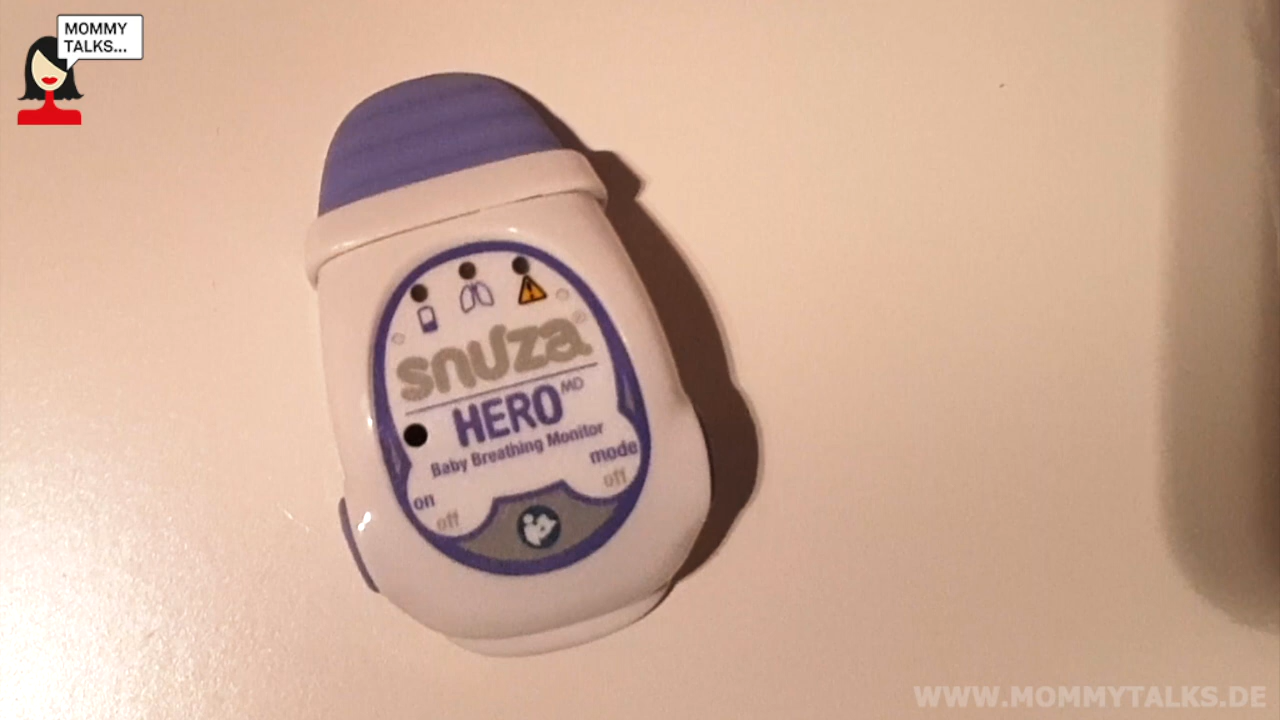 MOMMY
TALKS...
snuza®
HERO MD
Baby Breathing Monitor
mode
off
on
off
WWW.MOMMYTALKS.DE